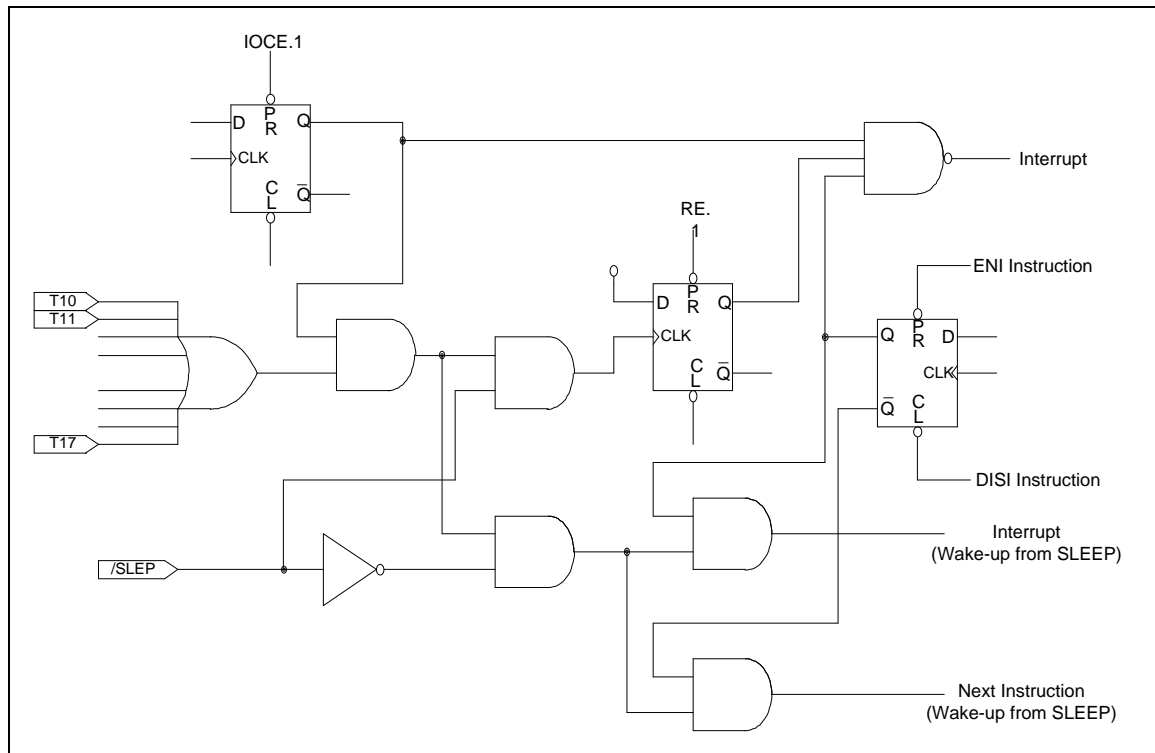 IOCE.1
P
R
D
Q
CLK
C
L
Q
Interrupt
RE.
1
P
R
D
Q
CLK
C
L
Q
ENI Instruction
P
R
Q
D
CLK
Q
C
L
DISI Instruction
T10
T11
T17
/SLEP
Interrupt
(Wake-up from SLEEP)
Next Instruction
(Wake-up from SLEEP)